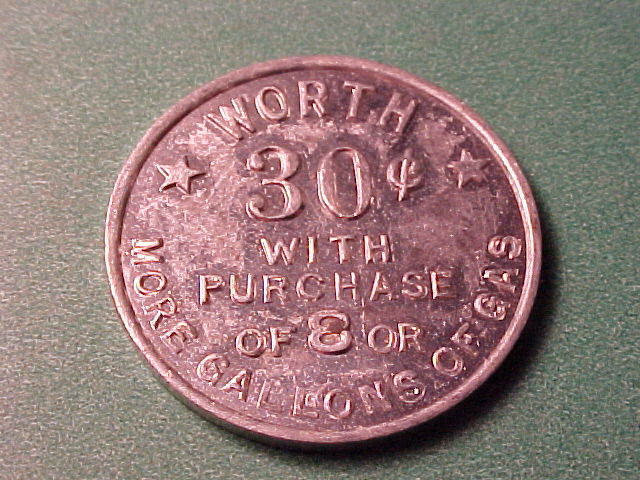 WORTH
30¢
WITH
PURCHASE
OF 8 OR
MORE GALLONS OF GAS